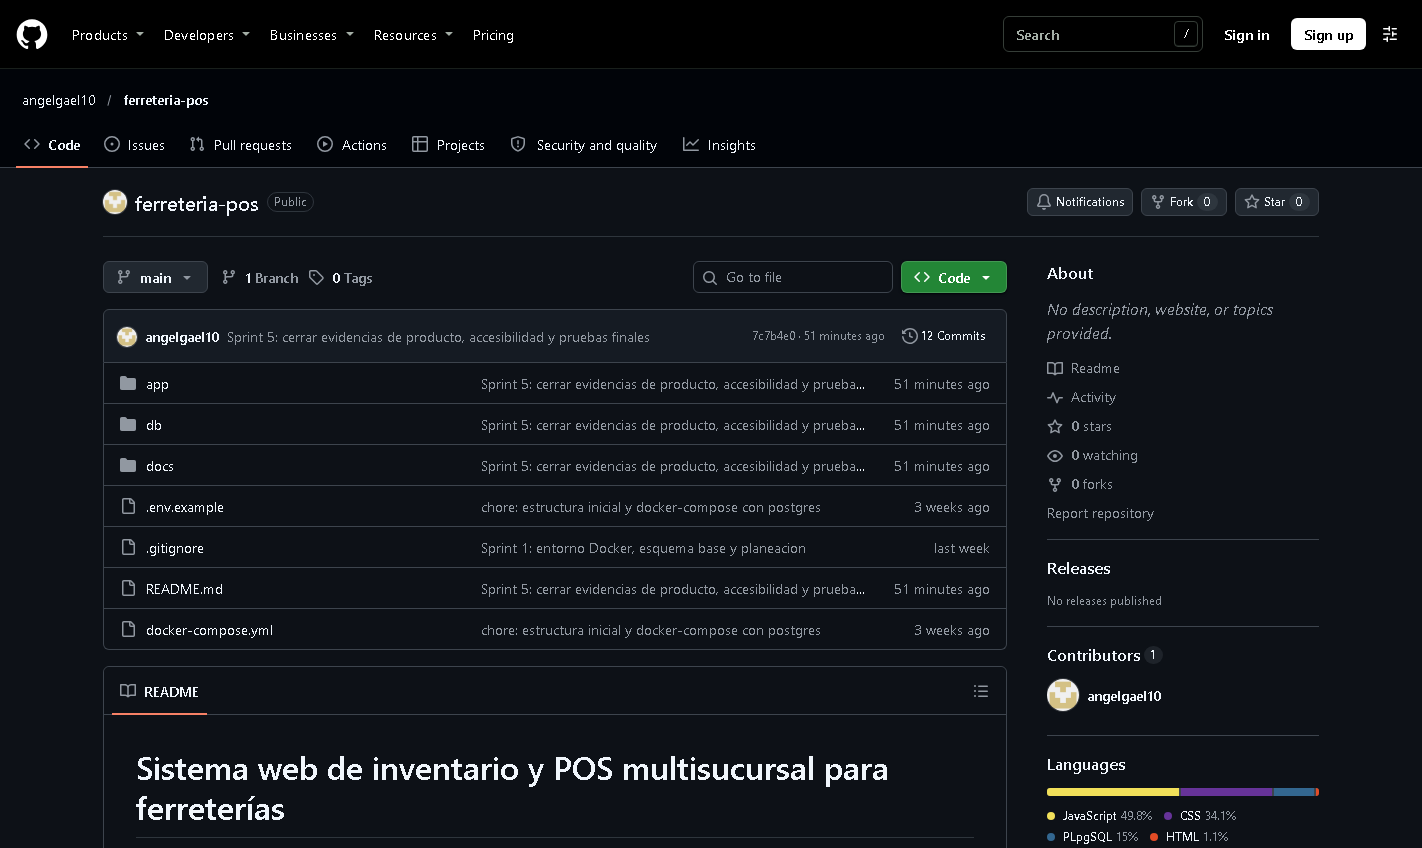 Products Developers Businesses Resources Pricing Search / Sign in Sign up
angelgael10 / ferreteria-pos
Code Issues Pull requests Actions Projects Security and quality Insights
ferreteria-pos Public Notifications Fork 0 Star 0
main 1 Branch 0 Tags Go to file Code
angelgael10 Sprint 5: cerrar evidencias de producto, accesibilidad y pruebas finales 7c7b4e0 · 51 minutes ago 12 Commits
app Sprint 5: cerrar evidencias de producto, accesibilidad y prueba... 51 minutes ago
db Sprint 5: cerrar evidencias de producto, accesibilidad y prueba... 51 minutes ago
docs Sprint 5: cerrar evidencias de producto, accesibilidad y prueba... 51 minutes ago
.env.example chore: estructura inicial y docker-compose con postgres 3 weeks ago
.gitignore Sprint 1: entorno Docker, esquema base y planeacion last week
README.md Sprint 5: cerrar evidencias de producto, accesibilidad y prueba... 51 minutes ago
docker-compose.yml chore: estructura inicial y docker-compose con postgres 3 weeks ago
README
Sistema web de inventario y POS multisucursal para
ferreterías
About
No description, website, or topics
provided.
Readme
Activity
0 stars
0 watching
0 forks
Report repository
Releases
No releases published
Contributors 1
angelgael10
Languages
JavaScript 49.8% CSS 34.1%
PLpgSQL 15% HTML 1.1%